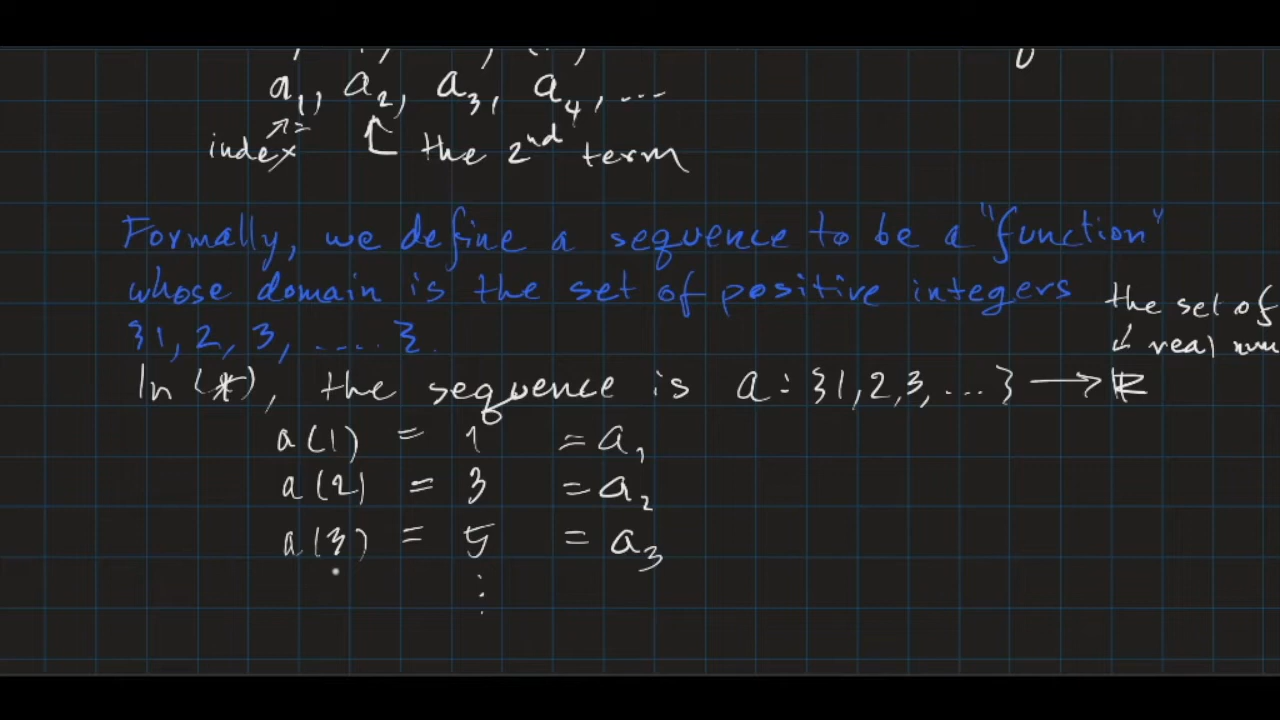 a₁, a₂, a₃, a₄, ...
index the 2nd term
Formally, we define a sequence to be a "function"
whose domain is the set of positive integers
{1, 2, 3, ....}.
the set of
real
In (*), the sequence is a : {1, 2, 3, ...} → ℝ
a(1) = 1 = a₁
a(2) = 3 = a₂
a(3) = 5 = a₃
⋮